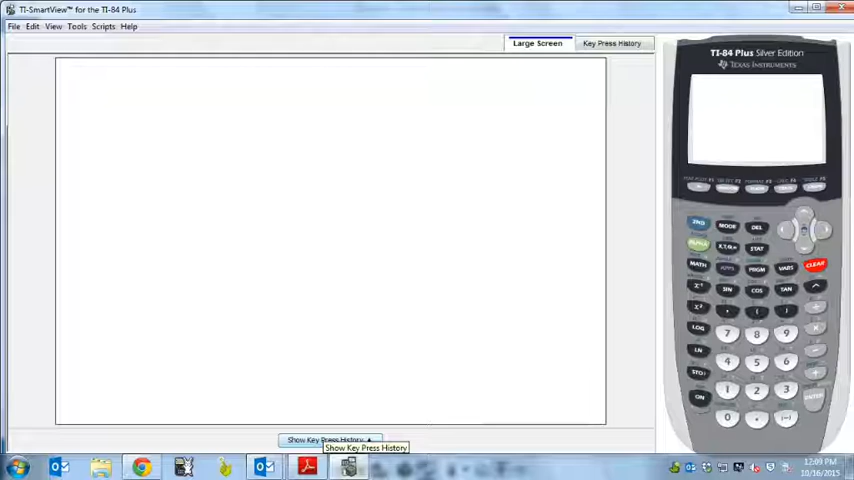 TI-SmartView™ for the TI-84 Plus
File Edit View Tools Scripts Help
Large Screen
Key Press History
TI-84 Plus Silver Edition
TEXAS INSTRUMENTS
2ND MODE DEL
ALPHA X,T,θ,n STAT
MATH APPS PRGM VARS CLEAR
X⁻¹ SIN COS TAN ^
X² , ( ) ÷
LOG 7 8 9 ×
LN 4 5 6 −
STO› 1 2 3 +
ON 0 . (−) ENTER
Show Key Press History ▲
Show Key Press History
12:09 PM
10/16/2015